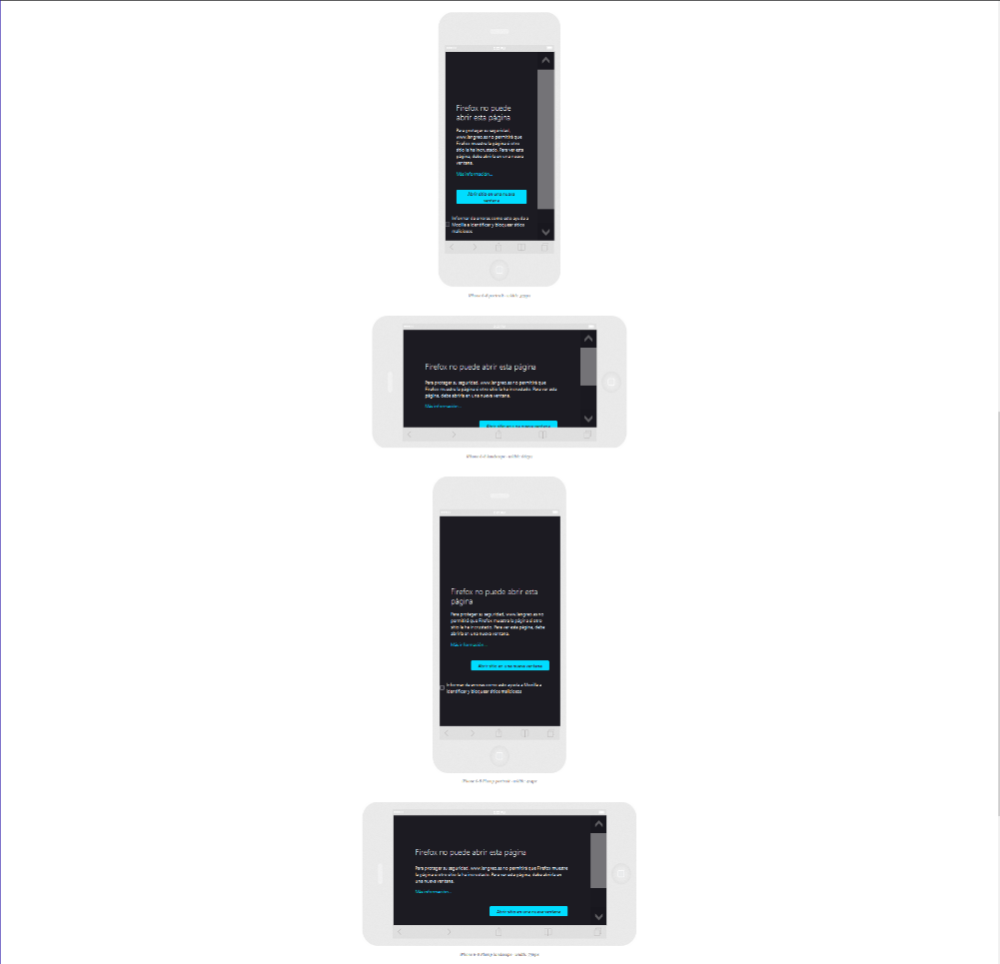 Firefox no puede
abrir esta página
Para proteger su seguridad,
www.langreo.as no permitirá que
Firefox muestre la página si otro
sitio la ha incrustado. Para ver esta
página, debe abrirla en una nueva
ventana.
Más información...
Abrir sitio en una nueva
ventana
Informar de errores como este ayuda a
Mozilla a identificar y bloquear sitios
maliciosos
Firefox no puede abrir esta página
Para proteger su seguridad, www.langreo.as no permitirá que
Firefox muestre la página si otro sitio la ha incrustado. Para ver esta
página, debe abrirla en una nueva ventana.
Más información...
Abrir sitio en una nueva ventana
Firefox no puede abrir esta
página
Para proteger su seguridad, www.langreo.as no
permitirá que Firefox muestre la página si otro
sitio la ha incrustado. Para ver esta página, debe
abrirla en una nueva ventana.
Más información...
Abrir sitio en una nueva ventana
Informar de errores como este ayuda a Mozilla a
identificar y bloquear sitios maliciosos
Firefox no puede abrir esta página
Para proteger su seguridad, www.langreo.as no permitirá que Firefox muestre
la página si otro sitio la ha incrustado. Para ver esta página, debe abrirla en
una nueva ventana.
Más información...
Abrir sitio en una nueva ventana